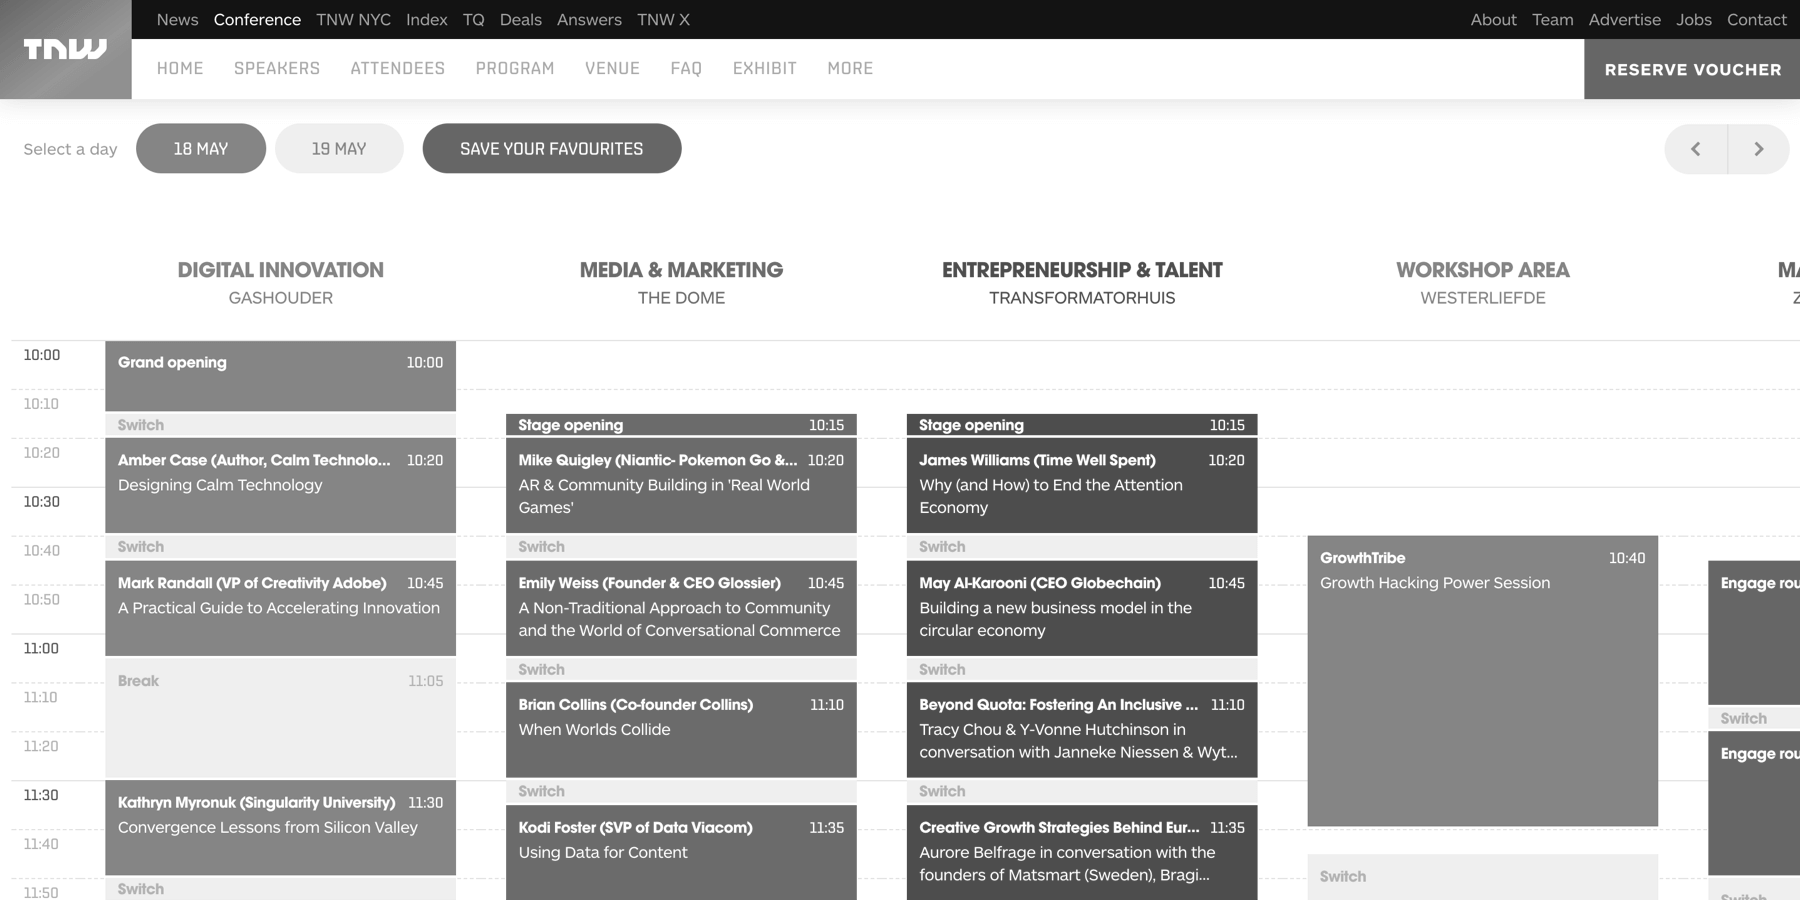 TNW
News Conference TNW NYC Index TQ Deals Answers TNW X
About Team Advertise Jobs Contact
HOME SPEAKERS ATTENDEES PROGRAM VENUE FAQ EXHIBIT MORE
RESERVE VOUCHER
Select a day 18 MAY 19 MAY SAVE YOUR FAVOURITES
DIGITAL INNOVATION
GASHOUDER
MEDIA & MARKETING
THE DOME
ENTREPRENEURSHIP & TALENT
TRANSFORMATORHUIS
WORKSHOP AREA
WESTERLIEFDE
10:00
10:10
10:20
10:30
10:40
10:50
11:00
11:10
11:20
11:30
11:40
11:50
Grand opening 10:00
Switch
Amber Case (Author, Calm Technolo... 10:20
Designing Calm Technology
Switch
Mark Randall (VP of Creativity Adobe) 10:45
A Practical Guide to Accelerating Innovation
Break 11:05
Kathryn Myronuk (Singularity University) 11:30
Convergence Lessons from Silicon Valley
Switch
Stage opening 10:15
Mike Quigley (Niantic- Pokemon Go &... 10:20
AR & Community Building in 'Real World
Games'
Switch
Emily Weiss (Founder & CEO Glossier) 10:45
A Non-Traditional Approach to Community
and the World of Conversational Commerce
Switch
Brian Collins (Co-founder Collins) 11:10
When Worlds Collide
Switch
Kodi Foster (SVP of Data Viacom) 11:35
Using Data for Content
Stage opening 10:15
James Williams (Time Well Spent) 10:20
Why (and How) to End the Attention
Economy
Switch
May Al-Karooni (CEO Globechain) 10:45
Building a new business model in the
circular economy
Switch
Beyond Quota: Fostering An Inclusive ... 11:10
Tracy Chou & Y-Vonne Hutchinson in
conversation with Janneke Niessen & Wyt...
Switch
Creative Growth Strategies Behind Eur... 11:35
Aurore Belfrage in conversation with the
founders of Matsmart (Sweden), Bragi...
GrowthTribe 10:40
Growth Hacking Power Session
Switch
Engage
Switch
Engage